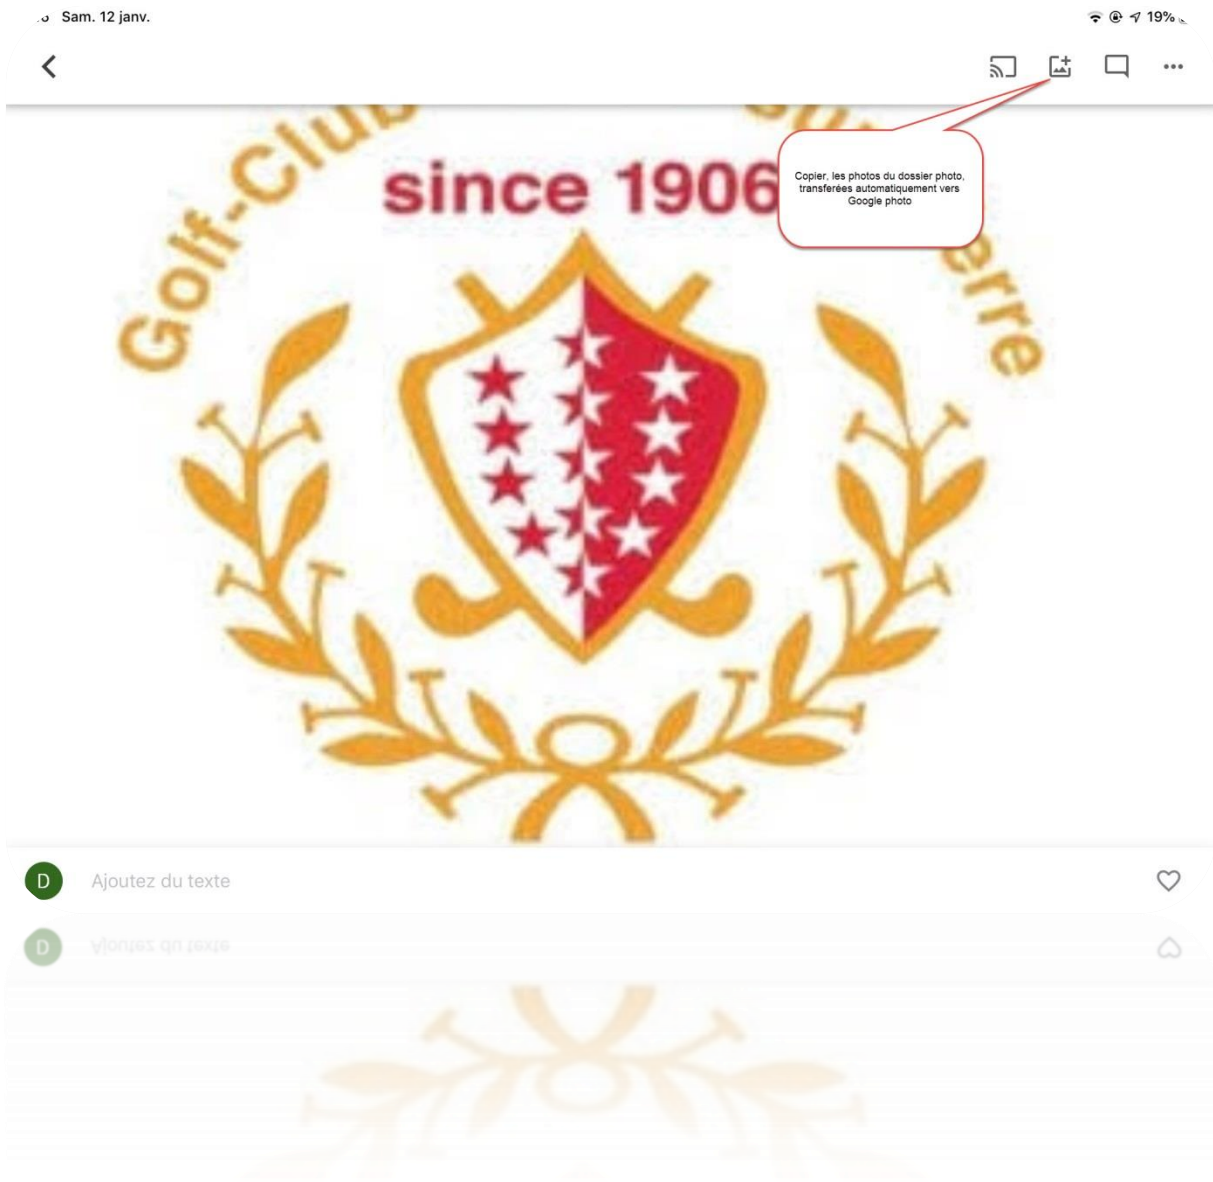 Sam. 12 janv.
19%
Golf-Club
since 1906
Copier, les photos du dossier photo,
transferées automatiquement vers
Google photo
D
Ajoutez du texte
D
Ajoutez du texte